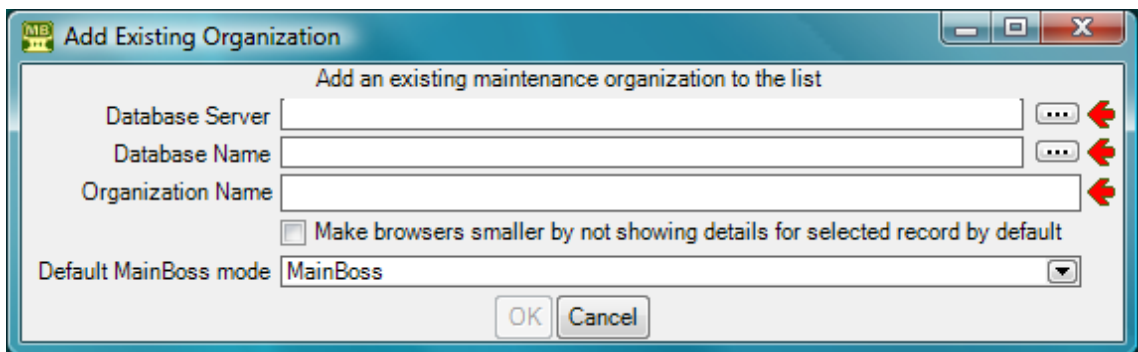 MB
Add Existing Organization
Add an existing maintenance organization to the list
Database Server
...
Database Name
...
Organization Name
Make browsers smaller by not showing details for selected record by default
Default MainBoss mode MainBoss
OK Cancel